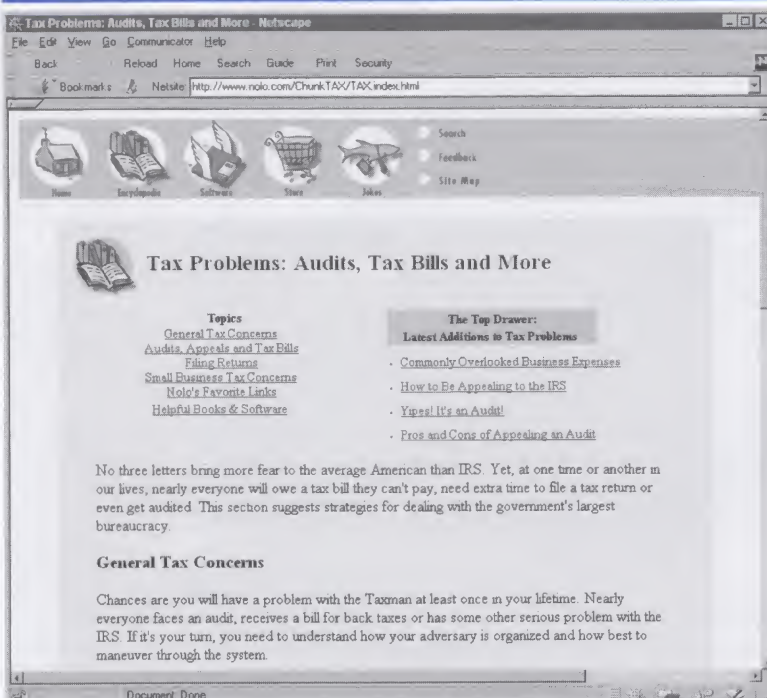 Tax Problems: Audits, Tax Bills and More - Netscape
File Edit View Go Communicator Help
Back Reload Home Search Guide Print Security
Bookmarks Netsite: http://www.nolo.com/ChunkTAX/TAX.index.html
Home Encyclopedia Software Store Jokes
Search
Feedback
Site Map
Tax Problems: Audits, Tax Bills and More
Topics
General Tax Concerns
Audits, Appeals and Tax Bills
Filing Returns
Small Business Tax Concerns
Nolo's Favorite Links
Helpful Books & Software
The Top Drawer:
Latest Additions to Tax Problems
• Commonly Overlooked Business Expenses
• How to Be Appealing to the IRS
• Yipes! It's an Audit!
• Pros and Cons of Appealing an Audit
No three letters bring more fear to the average American than IRS. Yet, at one time or another in
our lives, nearly everyone will owe a tax bill they can't pay, need extra time to file a tax return or
even get audited. This section suggests strategies for dealing with the government's largest
bureaucracy.
General Tax Concerns
Chances are you will have a problem with the Taxman at least once in your lifetime. Nearly
everyone faces an audit, receives a bill for back taxes or has some other serious problem with the
IRS. If it's your turn, you need to understand how your adversary is organized and how best to
maneuver through the system.
Document: Done